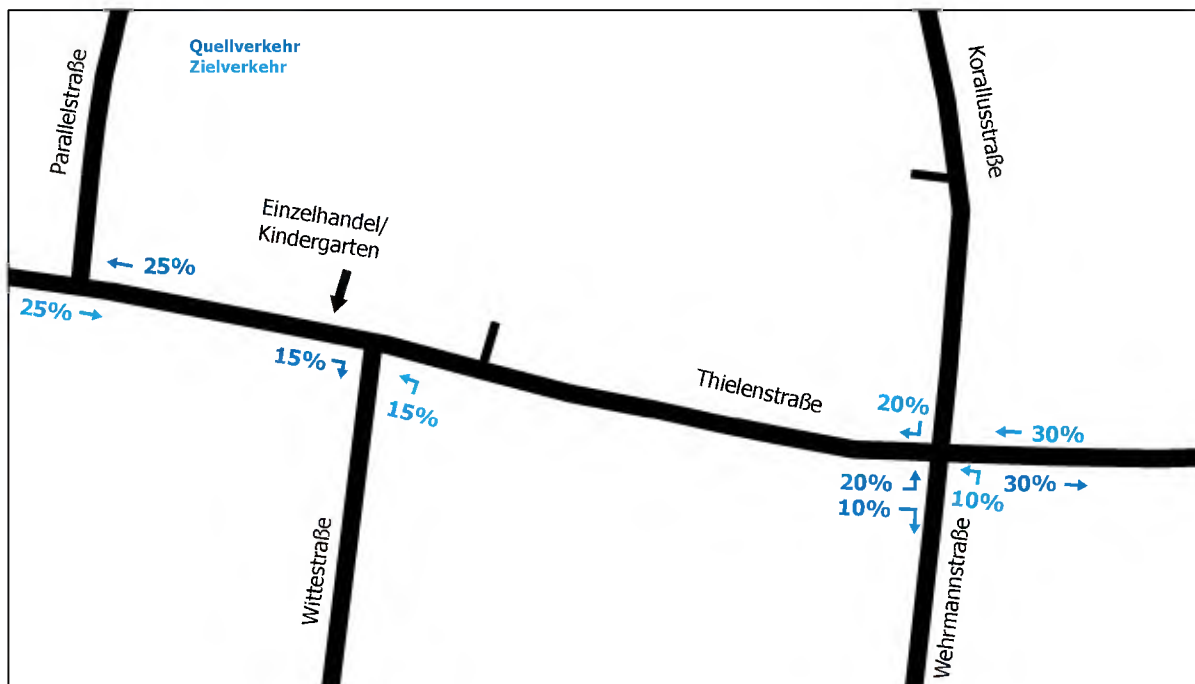 Quellverkehr
Zielverkehr
Parallelstraße
Korallusstraße
Einzelhandel/
Kindergarten
25%
25%
15%
15%
Thielenstraße
20%
30%
20%
30%
10%
10%
Wittestraße
Wehrmannstraße